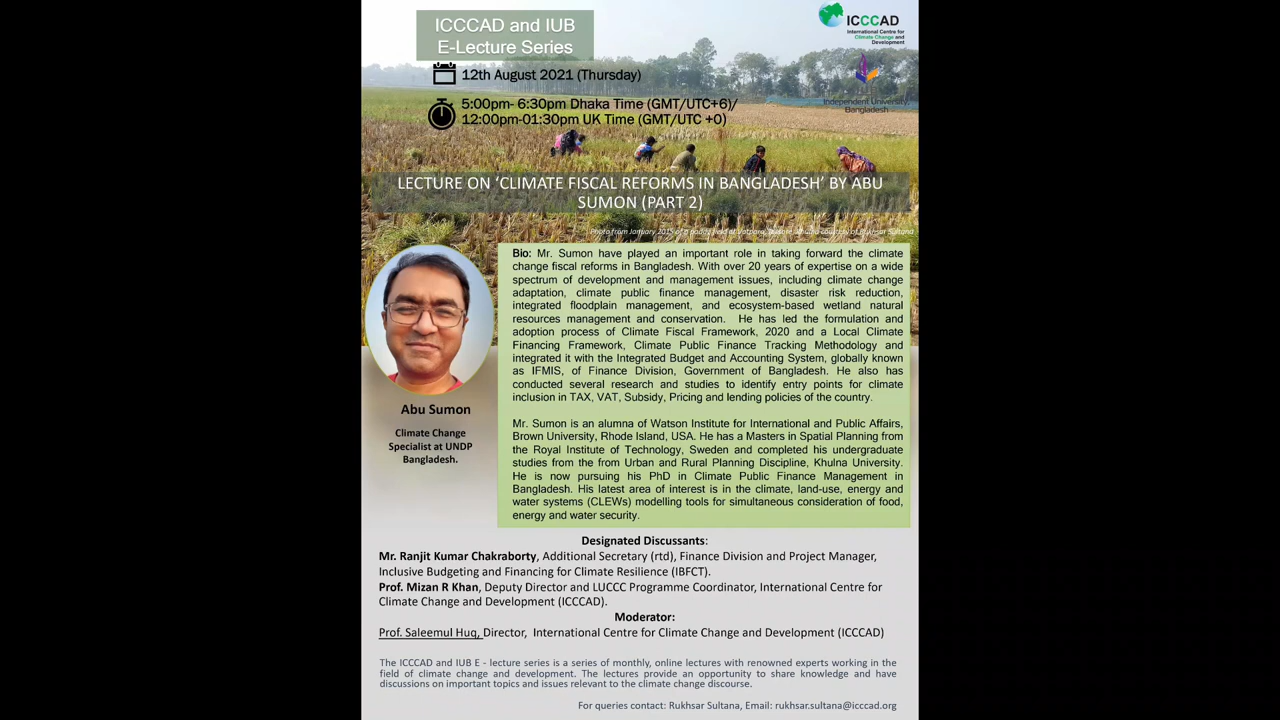 ICCCAD and IUB
E-Lecture Series
ICCCAD
International Centre for
Climate Change and
Development
12th August 2021 (Thursday)
5:00pm- 6:30pm Dhaka Time (GMT/UTC+6)/
12:00pm-01:30pm UK Time (GMT/UTC +0)
Independent University,
Bangladesh
LECTURE ON ‘CLIMATE FISCAL REFORMS IN BANGLADESH’ BY ABU
SUMON (PART 2)
Photo from January 2015 of a paddy field of courtesy of Rukhsar Sultana
Bio: Mr. Sumon have played an important role in taking forward the climate
change fiscal reforms in Bangladesh. With over 20 years of expertise on a wide
spectrum of development and management issues, including climate change
adaptation, climate public finance management, disaster risk reduction,
integrated floodplain management, and ecosystem-based wetland natural
resources management and conservation. He has led the formulation and
adoption process of Climate Fiscal Framework, 2020 and a Local Climate
Financing Framework, Climate Public Finance Tracking Methodology and
integrated it with the Integrated Budget and Accounting System, globally known
as IFMIS, of Finance Division, Government of Bangladesh. He also has
conducted several research and studies to identify entry points for climate
inclusion in TAX, VAT, Subsidy, Pricing and lending policies of the country.
Mr. Sumon is an alumna of Watson Institute for International and Public Affairs,
Brown University, Rhode Island, USA. He has a Masters in Spatial Planning from
the Royal Institute of Technology, Sweden and completed his undergraduate
studies from the from Urban and Rural Planning Discipline, Khulna University.
He is now pursuing his PhD in Climate Public Finance Management in
Bangladesh. His latest area of interest is in the climate, land-use, energy and
water systems (CLEWs) modelling tools for simultaneous consideration of food,
energy and water security.
Abu Sumon
Climate Change
Specialist at UNDP
Bangladesh.
Designated Discussants:
Mr. Ranjit Kumar Chakraborty, Additional Secretary (rtd), Finance Division and Project Manager,
Inclusive Budgeting and Financing for Climate Resilience (IBFCT).
Prof. Mizan R Khan, Deputy Director and LUCCC Programme Coordinator, International Centre for
Climate Change and Development (ICCCAD).
Moderator:
Prof. Saleemul Huq, Director, International Centre for Climate Change and Development (ICCCAD)
The ICCCAD and IUB E - lecture series is a series of monthly, online lectures with renowned experts working in the
field of climate change and development. The lectures provide an opportunity to share knowledge and have
discussions on important topics and issues relevant to the climate change discourse.
For queries contact: Rukhsar Sultana, Email: rukhsar.sultana@icccad.org